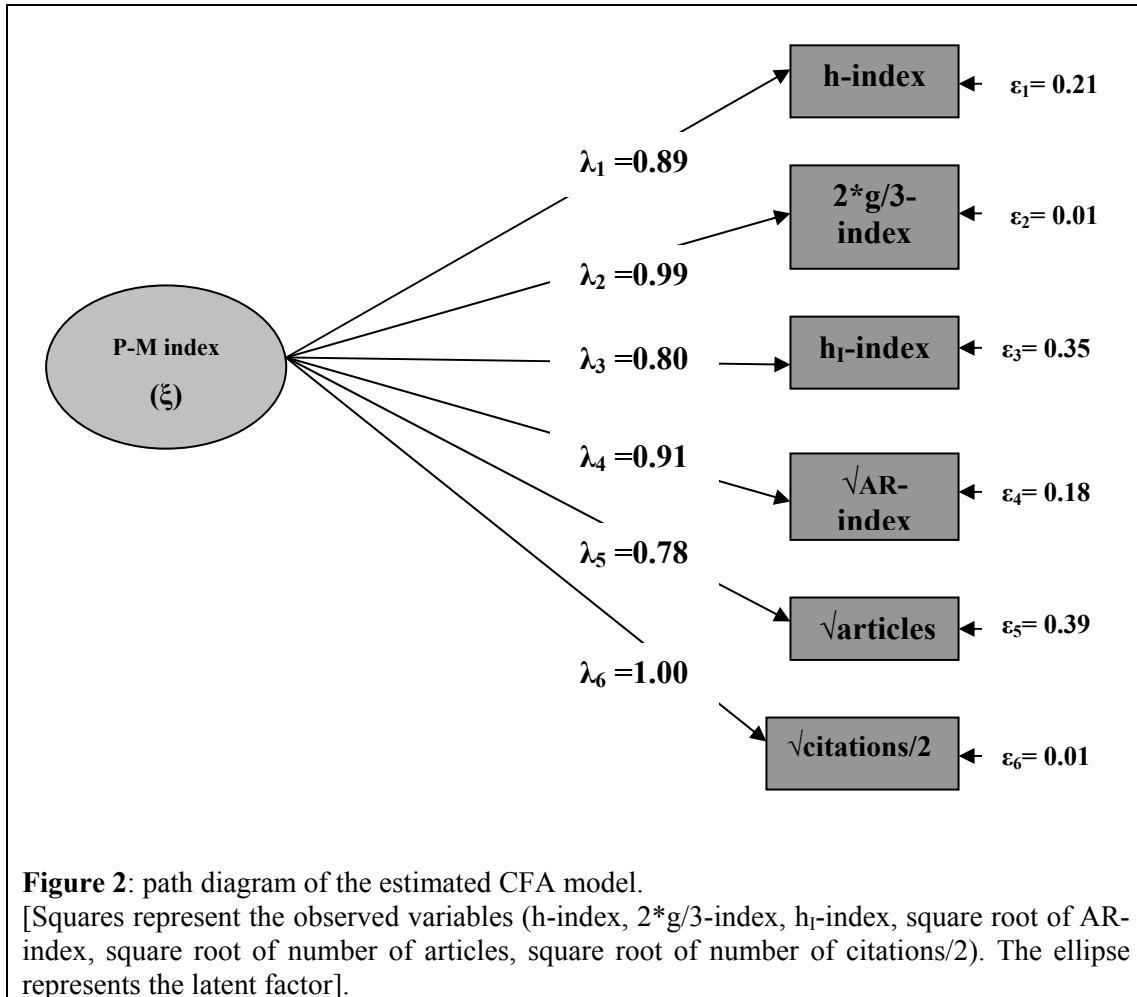 h-index
ε₁= 0.21
λ₁ =0.89
2*g/3-
index
ε₂= 0.01
λ₂ =0.99
P-M index
(ξ)
λ₃ =0.80
h_I-index
ε₃= 0.35
λ₄ =0.91
√AR-
index
ε₄= 0.18
λ₅ =0.78
√articles
ε₅= 0.39
λ₆ =1.00
√citations/2
ε₆= 0.01
Figure 2: path diagram of the estimated CFA model.
[Squares represent the observed variables (h-index, 2*g/3-index, h_I-index, square root of AR-
index, square root of number of articles, square root of number of citations/2). The ellipse
represents the latent factor].